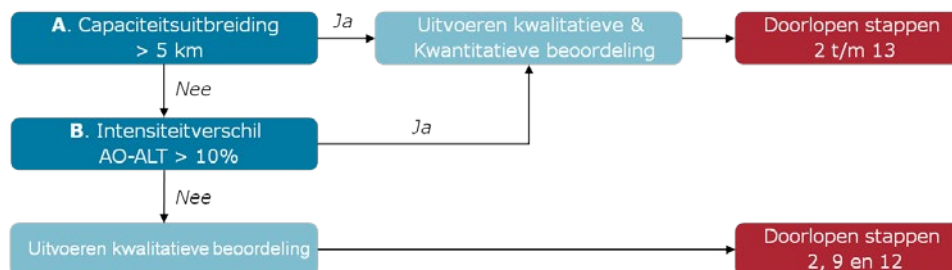 A. Capaciteitsuitbreiding
> 5 km
Ja
Uitvoeren kwalitatieve &
Kwantitatieve beoordeling
Doorlopen stappen
2 t/m 13
Nee
B. Intensiteitverschil
AO-ALT > 10%
Ja
Nee
Uitvoeren kwalitatieve beoordeling
Doorlopen stappen
2, 9 en 12